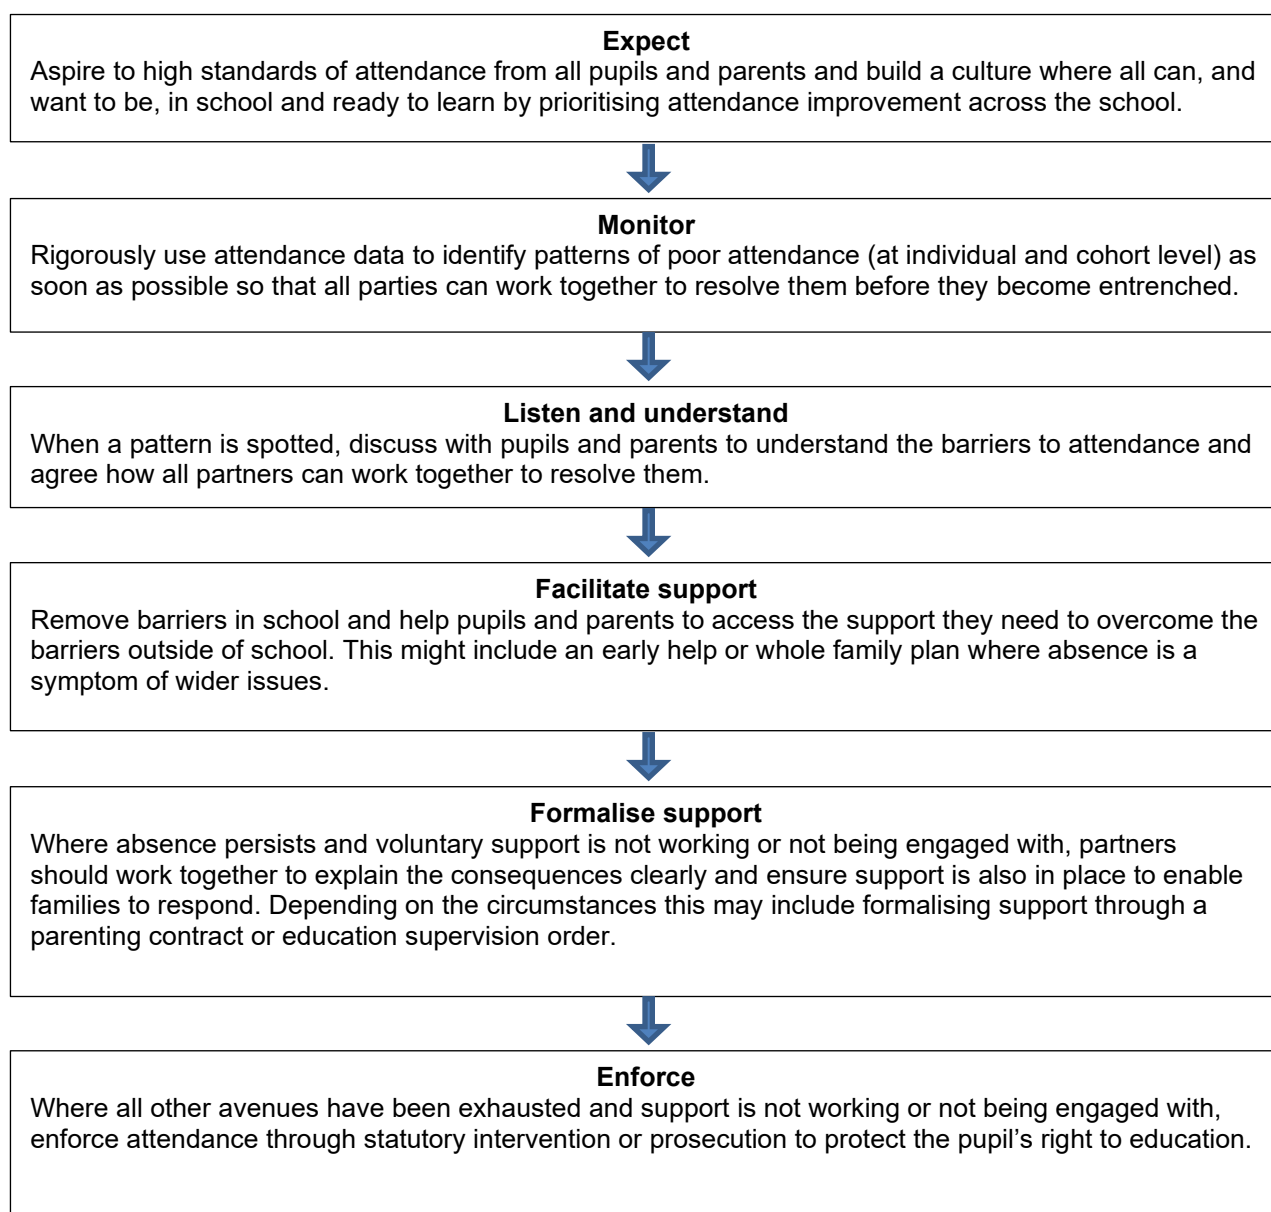 Expect
Aspire to high standards of attendance from all pupils and parents and build a culture where all can, and
want to be, in school and ready to learn by prioritising attendance improvement across the school.
Monitor
Rigorously use attendance data to identify patterns of poor attendance (at individual and cohort level) as
soon as possible so that all parties can work together to resolve them before they become entrenched.
Listen and understand
When a pattern is spotted, discuss with pupils and parents to understand the barriers to attendance and
agree how all partners can work together to resolve them.
Facilitate support
Remove barriers in school and help pupils and parents to access the support they need to overcome the
barriers outside of school. This might include an early help or whole family plan where absence is a
symptom of wider issues.
Formalise support
Where absence persists and voluntary support is not working or not being engaged with, partners
should work together to explain the consequences clearly and ensure support is also in place to enable
families to respond. Depending on the circumstances this may include formalising support through a
parenting contract or education supervision order.
Enforce
Where all other avenues have been exhausted and support is not working or not being engaged with,
enforce attendance through statutory intervention or prosecution to protect the pupil’s right to education.